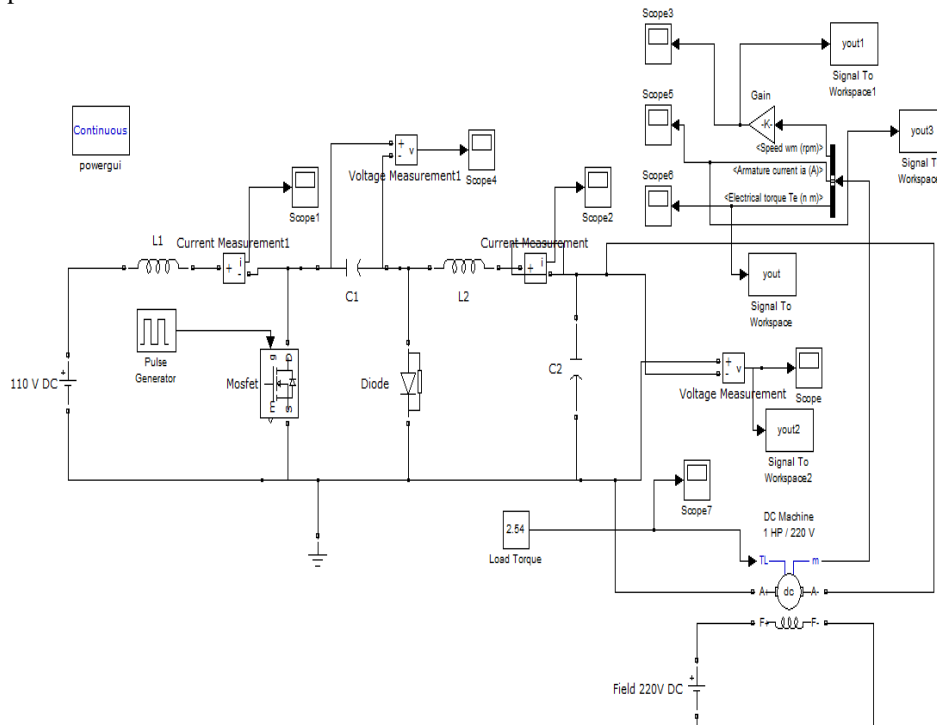 Scope3
yout1
Signal To
Workspace1
Gain
-K-
Scope5
yout3
Signal T
Workspace
<Speed wm (rpm)>
<Armature current ia (A)>
<Electrical torque Te (n m)>
Scope6
Continuous
powergui
+
-
v
Voltage Measurement1
Scope4
Scope1
Scope2
L1
Current Measurement1
+
-
i
C1
L2
Current Measurement
+
i
yout
Signal To
Workspace
Pulse
Generator
110 V DC
+
Mosfet
g
m
D
S
Diode
C2
+
-
v
Voltage Measurement
Scope
yout2
Signal To
Workspace2
Scope7
2.54
Load Torque
DC Machine
1 HP / 220 V
TL
m
A+
dc
A-
F+
F-
Field 220V DC
+